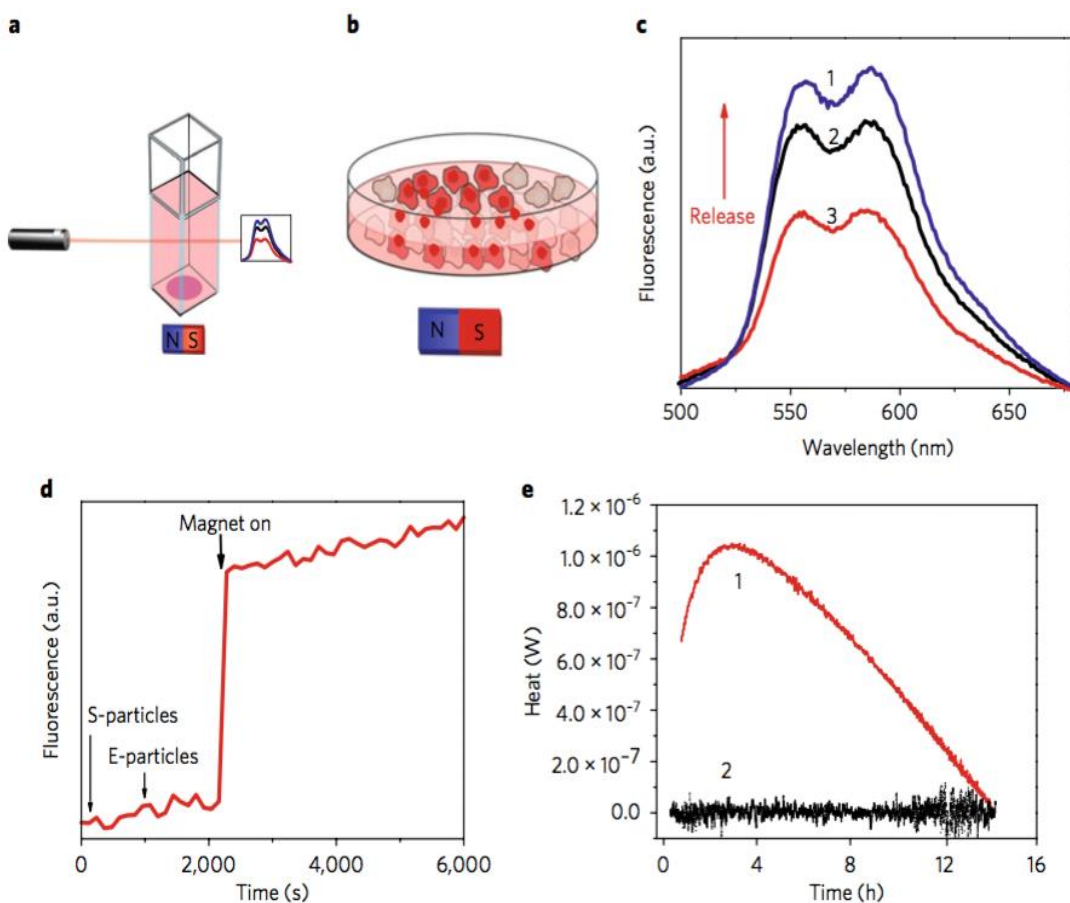 a
b
c
N S
N S
Fluorescence (a.u.)
Release
1
2
3
500 550 600 650
Wavelength (nm)
d
Fluorescence (a.u.)
Magnet on
S-particles
E-particles
0 2,000 4,000 6,000
Time (s)
e
Heat (W)
1.2 × 10⁻⁶
1.0 × 10⁻⁶
8.0 × 10⁻⁷
6.0 × 10⁻⁷
4.0 × 10⁻⁷
2.0 × 10⁻⁷
0.0
1
2
0 4 8 12 16
Time (h)